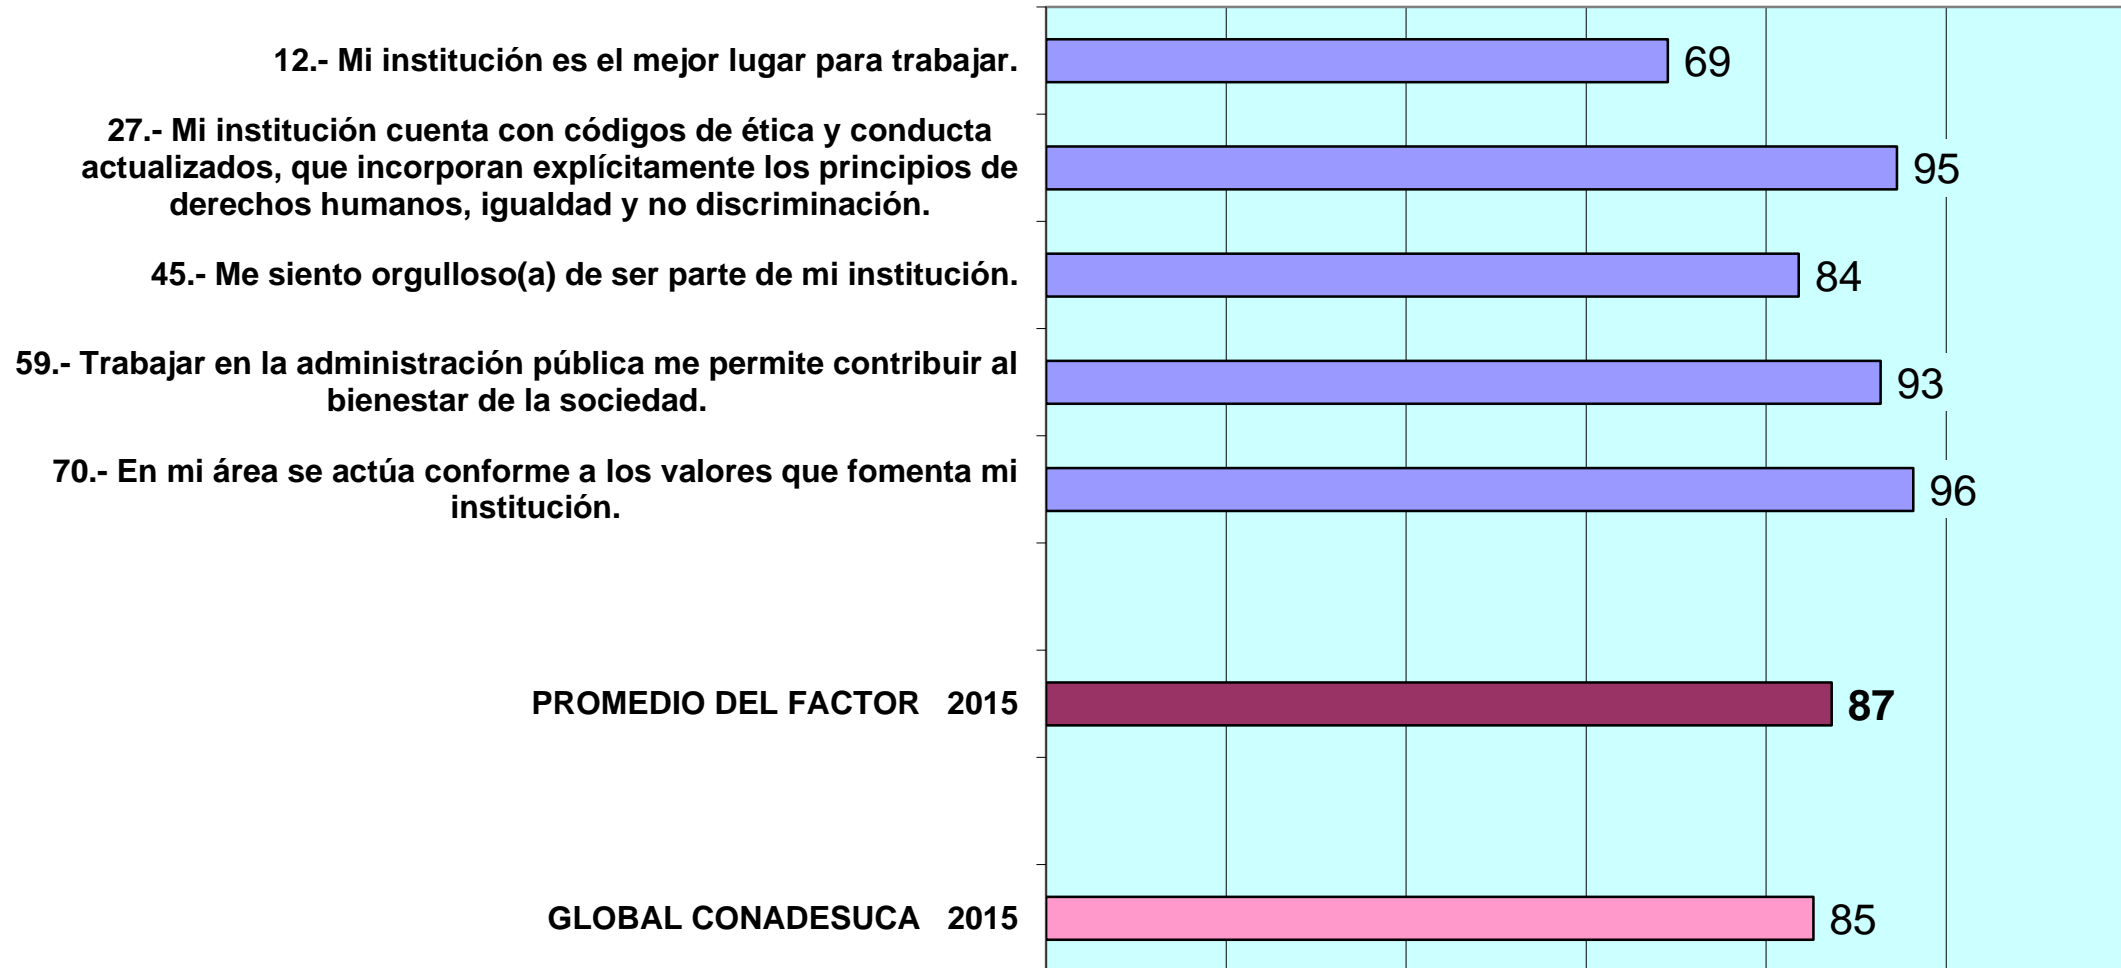 12.- Mi institución es el mejor lugar para trabajar.
69
27.- Mi institución cuenta con códigos de ética y conducta
actualizados, que incorporan explícitamente los principios de
derechos humanos, igualdad y no discriminación.
95
45.- Me siento orgulloso(a) de ser parte de mi institución.
84
59.- Trabajar en la administración pública me permite contribuir al
bienestar de la sociedad.
93
70.- En mi área se actúa conforme a los valores que fomenta mi
institución.
96
PROMEDIO DEL FACTOR 2015
87
GLOBAL CONADESUCA 2015
85